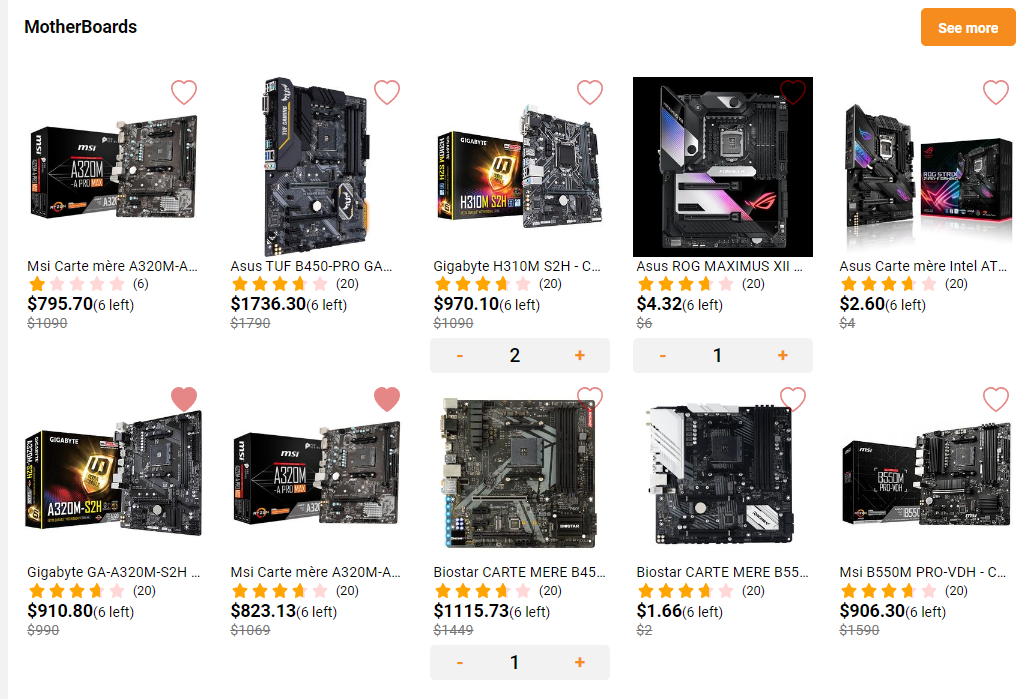 MotherBoards
See more
msi
A320M
-A PRO MAX
TUF GAMING
GIGABYTE
H310M S2H
FORMULA
ROG STRIX
Msi Carte mère A320M-A...
Asus TUF B450-PRO GA...
Gigabyte H310M S2H - C...
Asus ROG MAXIMUS XII ...
Asus Carte mère Intel AT...
(6)
(20)
(20)
(20)
(20)
$795.70(6 left)
$1736.30(6 left)
$970.10(6 left)
$4.32(6 left)
$2.60(6 left)
$1090
$1790
$1090
$6
$4
- 2 +
- 1 +
GIGABYTE
A320M-S2H
msi
A320M
-A PRO MAX
BIOSTAR
msi
B550M
PRO-VDH
Gigabyte GA-A320M-S2H ...
Msi Carte mère A320M-A...
Biostar CARTE MERE B45...
Biostar CARTE MERE B55...
Msi B550M PRO-VDH - C...
(20)
(20)
(20)
(20)
(20)
$910.80(6 left)
$823.13(6 left)
$1115.73(6 left)
$1.66(6 left)
$906.30(6 left)
$990
$1069
$1449
$2
$1590
- 1 +